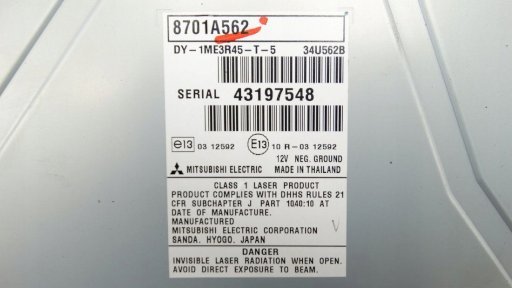 8701A562
DY-1ME3R45-T-5 34U562B
SERIAL 43197548
e13 03 12592 E13 10 R-03 12592
12V NEG. GROUND
MITSUBISHI ELECTRIC MADE IN THAILAND
CLASS 1 LASER PRODUCT
PRODUCT COMPLIES WITH DHHS RULES 21
CFR SUBCHAPTER J PART 1040:10 AT
DATE OF MANUFACTURE.
MANUFACTURED
MITSUBISHI ELECTRIC CORPORATION
SANDA, HYOGO, JAPAN
DANGER
INVISIBLE LASER RADIATION WHEN OPEN.
AVOID DIRECT EXPOSURE TO BEAM.